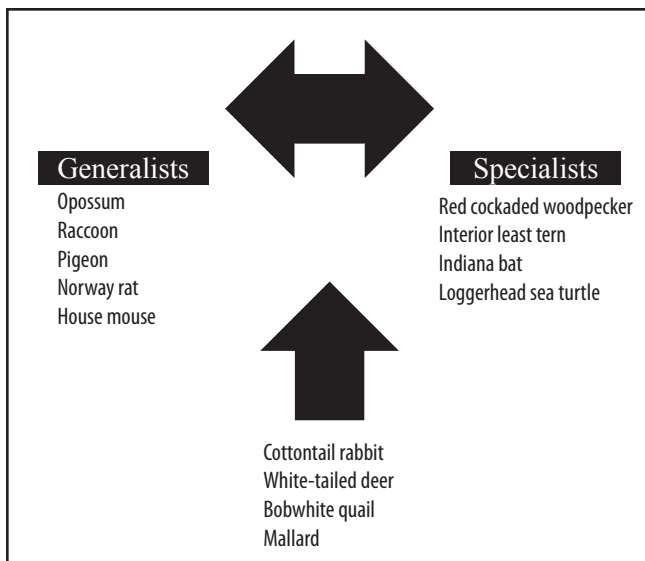 Generalists
Opossum
Raccoon
Pigeon
Norway rat
House mouse
Specialists
Red cockaded woodpecker
Interior least tern
Indiana bat
Loggerhead sea turtle
Cottontail rabbit
White-tailed deer
Bobwhite quail
Mallard